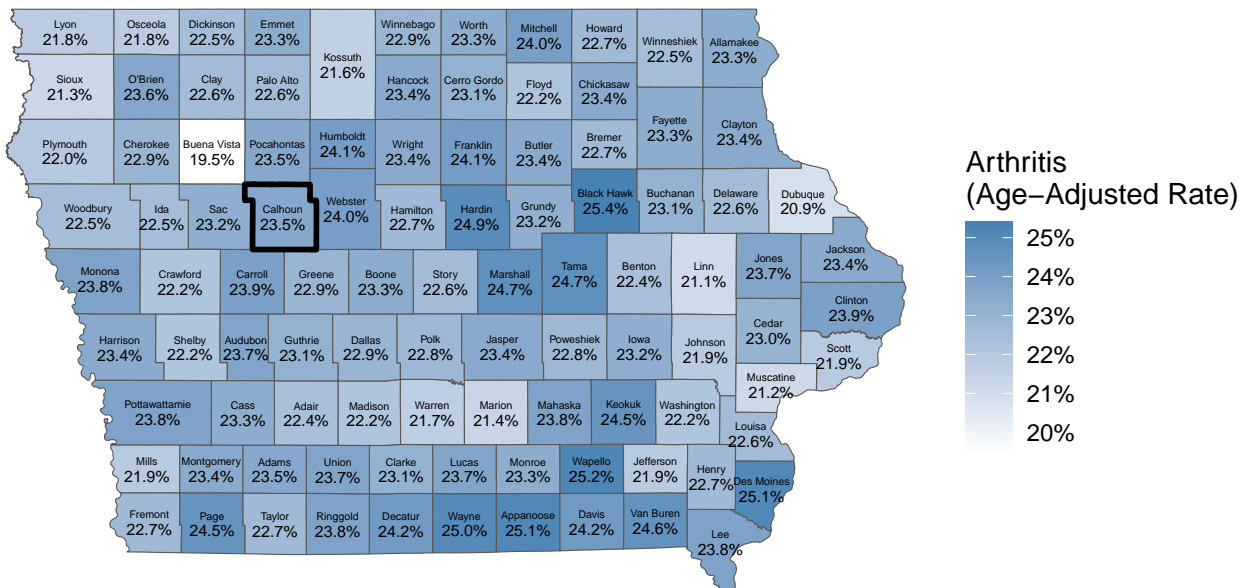 Lyon
21.8%
Osceola
21.8%
Dickinson
22.5%
Emmet
23.3%
Kossuth
21.6%
Winnebago
22.9%
Worth
23.3%
Mitchell
24.0%
Howard
22.7%
Winneshiek
22.5%
Allamakee
23.3%
Sioux
21.3%
O'Brien
23.6%
Clay
22.6%
Palo Alto
22.6%
Hancock
23.4%
Cerro Gordo
23.1%
Floyd
22.2%
Chickasaw
23.4%
Fayette
23.3%
Clayton
23.4%
Plymouth
22.0%
Cherokee
22.9%
Buena Vista
19.5%
Pocahontas
23.5%
Humboldt
24.1%
Wright
23.4%
Franklin
24.1%
Butler
23.4%
Bremer
22.7%
Woodbury
22.5%
Ida
22.5%
Sac
23.2%
Calhoun
23.5%
Webster
24.0%
Hamilton
22.7%
Hardin
24.9%
Grundy
23.2%
Black Hawk
25.4%
Buchanan
23.1%
Delaware
22.6%
Dubuque
20.9%
Monona
23.8%
Crawford
22.2%
Carroll
23.9%
Greene
22.9%
Boone
23.3%
Story
22.6%
Marshall
24.7%
Tama
24.7%
Benton
22.4%
Linn
21.1%
Jones
23.7%
Jackson
23.4%
Clinton
23.9%
Harrison
23.4%
Shelby
22.2%
Audubon
23.7%
Guthrie
23.1%
Dallas
22.9%
Polk
22.8%
Jasper
23.4%
Poweshiek
22.8%
Iowa
23.2%
Johnson
21.9%
Cedar
23.0%
Scott
21.9%
Muscatine
21.2%
Pottawattamie
23.8%
Cass
23.3%
Adair
22.4%
Madison
22.2%
Warren
21.7%
Marion
21.4%
Mahaska
23.8%
Keokuk
24.5%
Washington
22.2%
Louisa
22.6%
Mills
21.9%
Montgomery
23.4%
Adams
23.5%
Union
23.7%
Clarke
23.1%
Lucas
23.7%
Monroe
23.3%
Wapello
25.2%
Jefferson
21.9%
Henry
22.7%
Des Moines
25.1%
Fremont
22.7%
Page
24.5%
Taylor
22.7%
Ringgold
23.8%
Decatur
24.2%
Wayne
25.0%
Appanoose
25.1%
Davis
24.2%
Van Buren
24.6%
Lee
23.8%
Arthritis
(Age−Adjusted Rate)
25%
24%
23%
22%
21%
20%